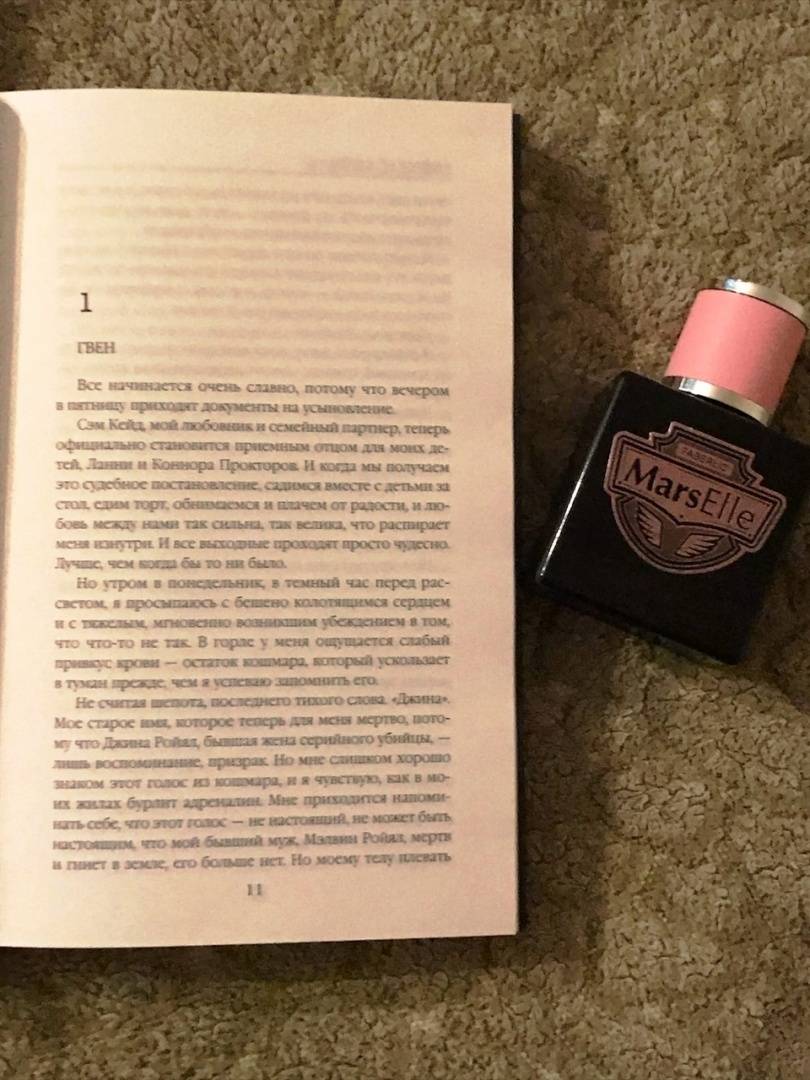 1
ГВЕН
Все начинается очень славно, потому что вечером
в пятницу приходят документы на усыновление.
Сэм Кейд, мой любовник и семейный партнер, теперь
официально становится приемным отцом для моих де-
тей, Ланни и Коннора Прокторов. И когда мы получаем
это судебное постановление, садимся вместе с детьми за
стол, едим торт, обнимаемся и плачем от радости, и лю-
бовь между нами так сильна, так велика, что распирает
меня изнутри. И все выходные проходят просто чудесно.
Лучше, чем когда бы то ни было.
Но утром в понедельник, в темный час перед рас-
светом, я просыпаюсь с бешено колотящимся сердцем
и с тяжелым, мгновенно возникшим убеждением в том,
что что-то не так. В горле у меня ощущается слабый
привкус крови — остаток кошмара, который ускользает
в туман прежде, чем я успеваю запомнить его.
Не считая шепота, последнего тихого слова. «Джина».
Мое старое имя, которое теперь для меня мертво, пото-
му что Джина Ройял, бывшая жена серийного убийцы, —
лишь воспоминание, призрак. Но мне слишком хорошо
знаком этот голос из кошмара, и я чувствую, как в мо-
их жилах бурлит адреналин. Мне приходится напоми-
нать себе, что этот голос — не настоящий, не может быть
настоящим, что мой бывший муж, Мэлвин Ройял, мертв
и гниет в земле, его больше нет. Но моему телу плевать
11
FABERLIC
MarsElle